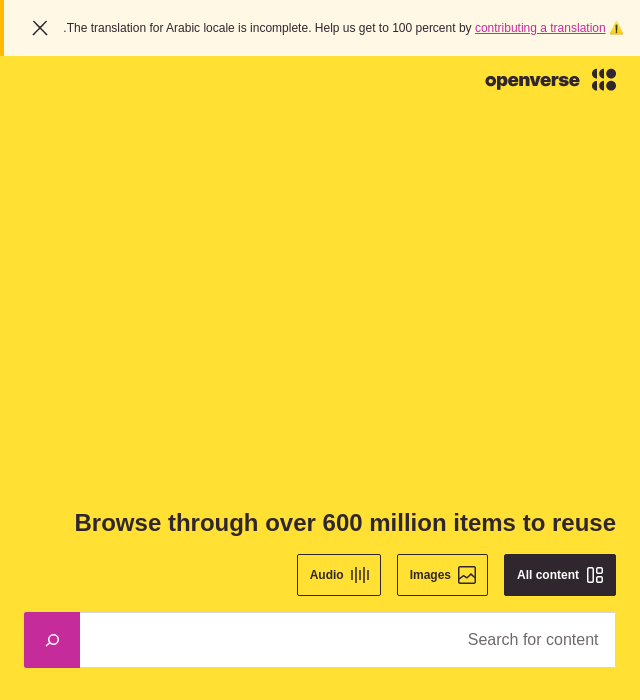 ⚠️ The translation for Arabic locale is incomplete. Help us get to 100 percent by contributing a translation.
openverse
Browse through over 600 million items to reuse
All content Images Audio
Search for content